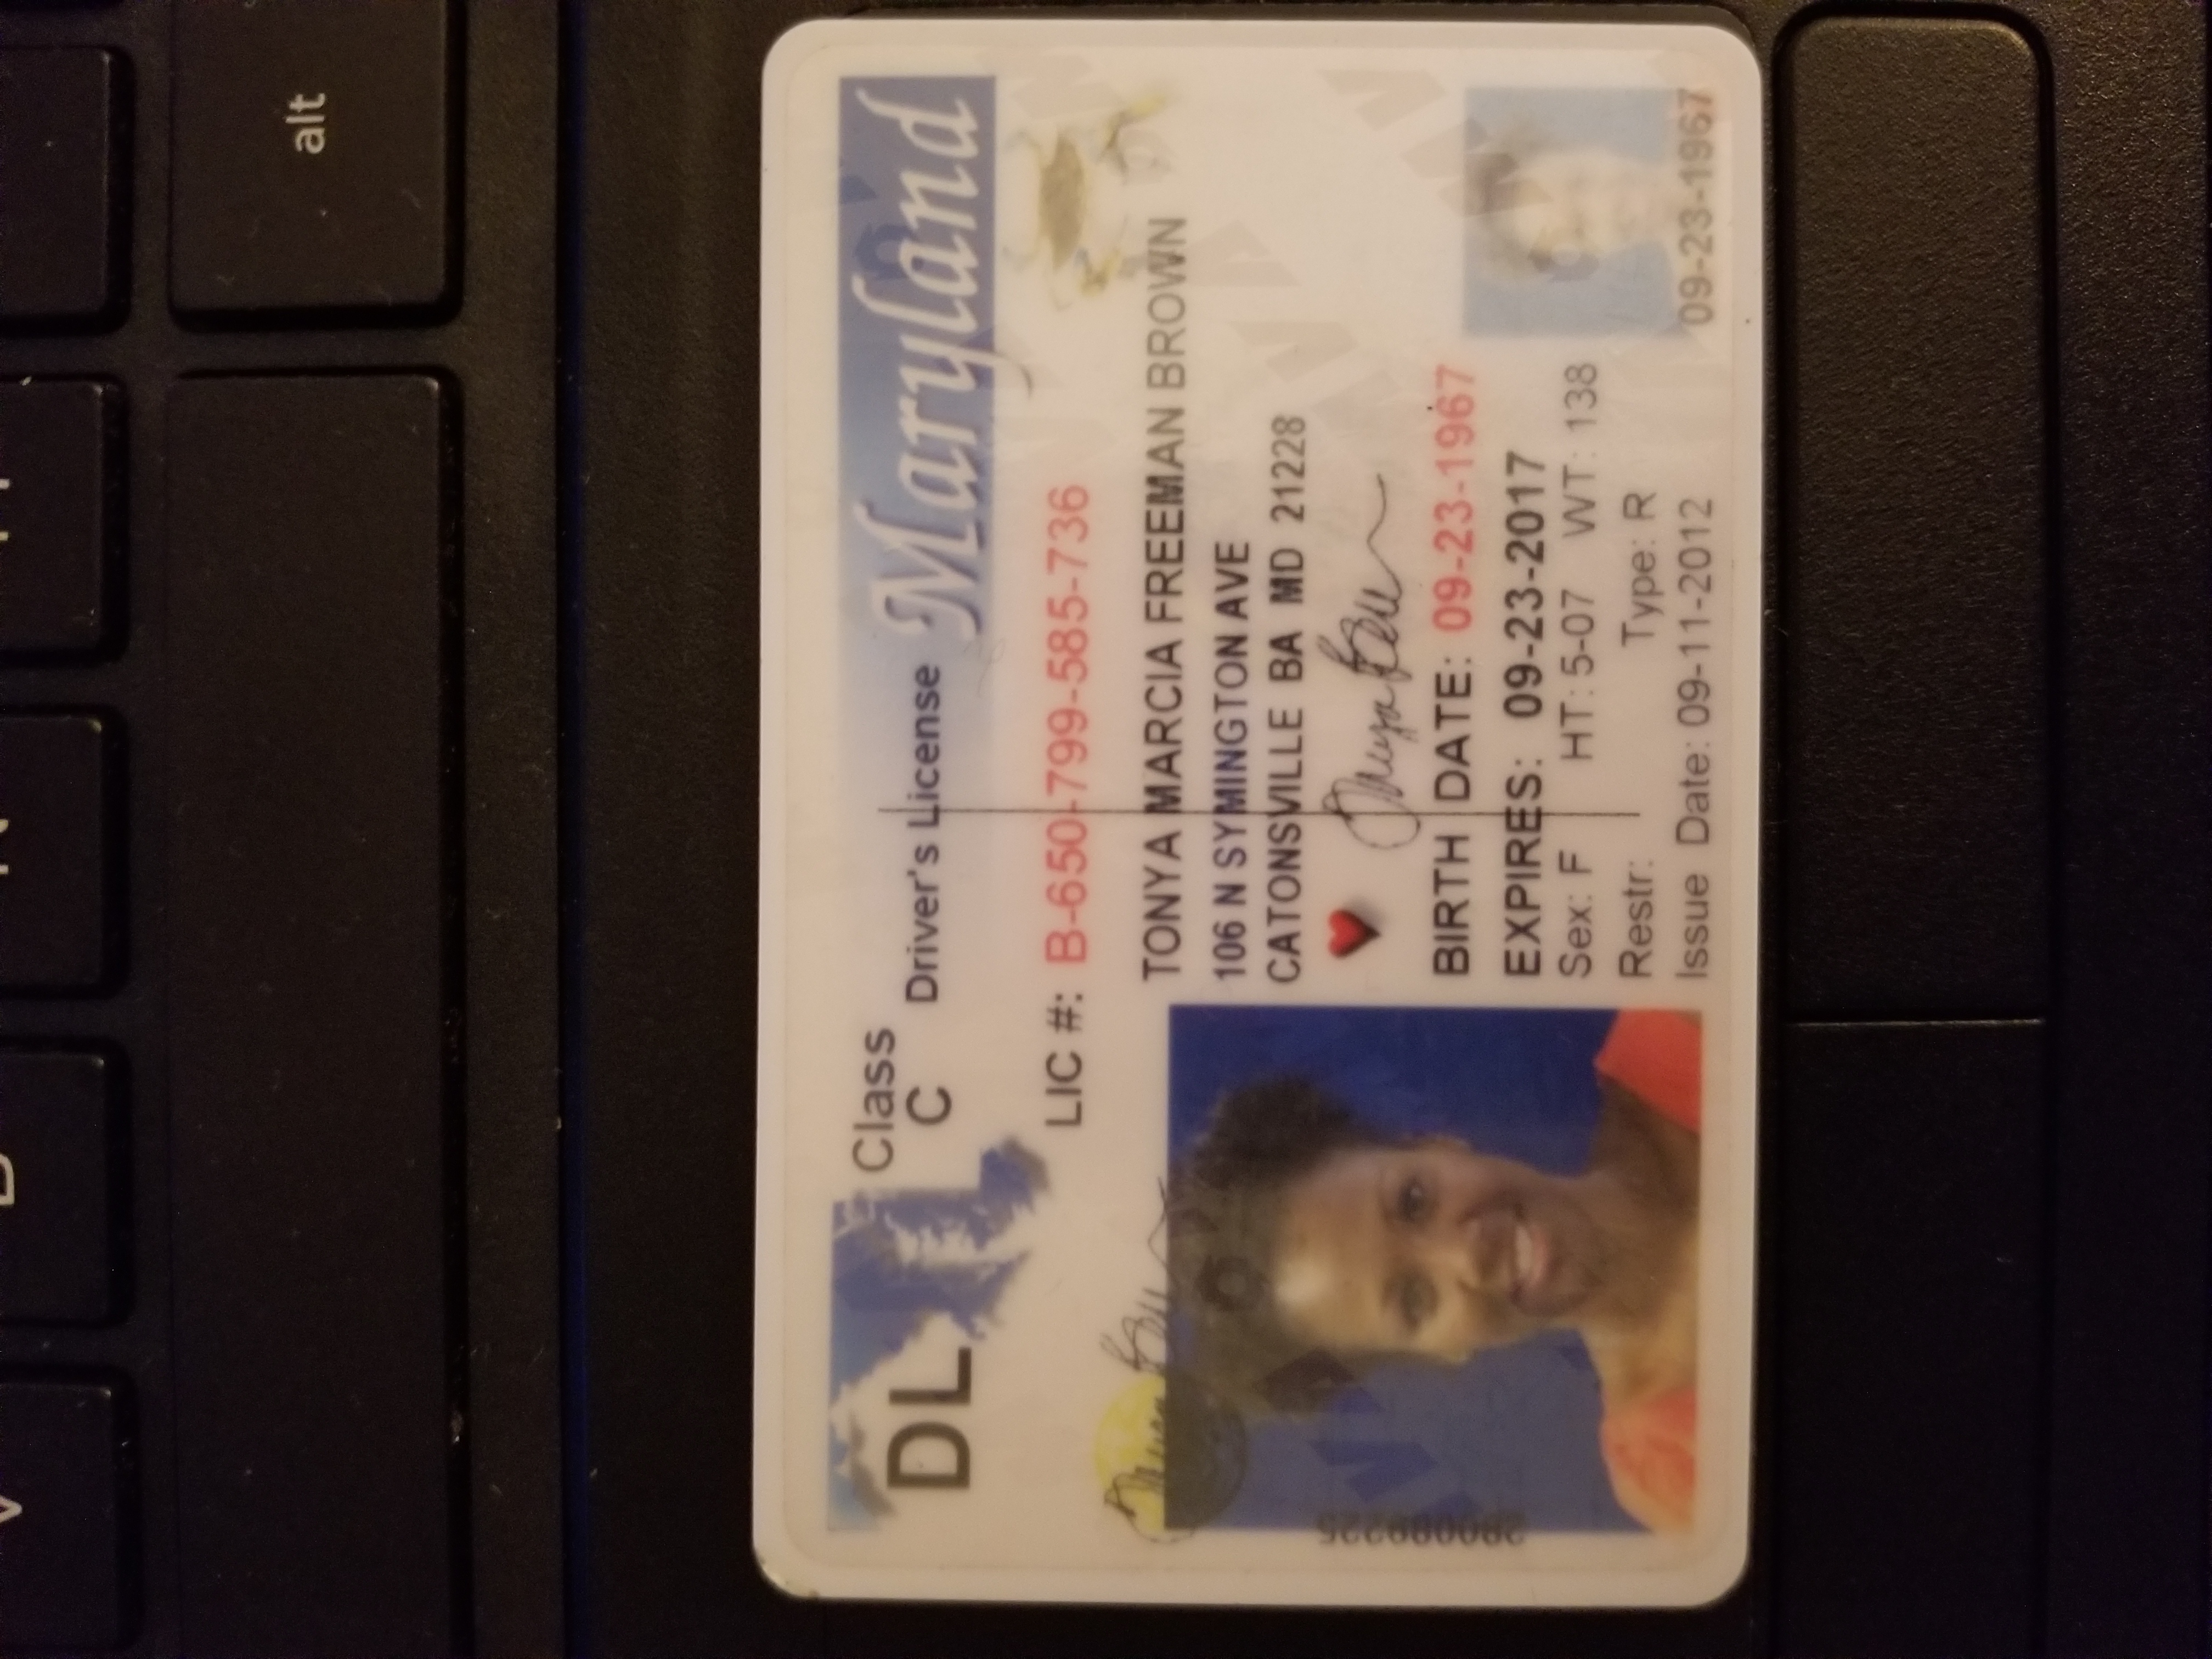 alt
DL
Class
C
Driver's License
Maryland
LIC #: B-650-799-585-736
TONYA MARCIA FREEMAN BROWN
106 N SYMINGTON AVE
CATONSVILLE BA MD 21228
BIRTH DATE: 09-23-1967
EXPIRES: 09-23-2017
Sex: F HT: 5-07 WT: 138
Restr: Type: R
Issue Date: 09-11-2012
09-23-1967